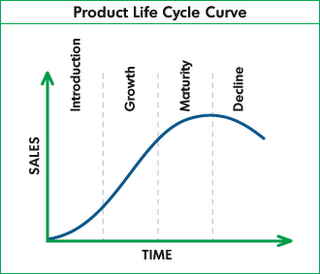 Product Life Cycle Curve
Introduction
Growth
Maturity
Decline
SALES
TIME